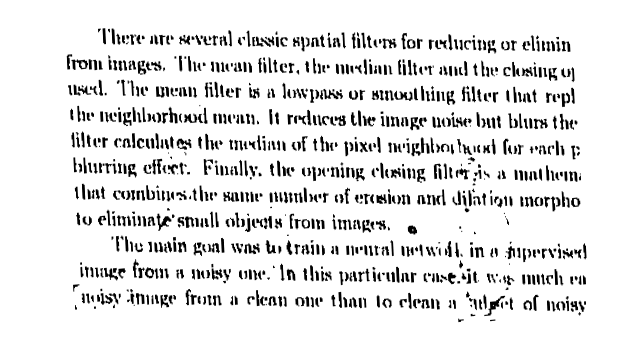 There are several classic spatial filters for reducing or elimin
from images. The mean filter, the median filter and the closing o
used. The mean filter is a lowpass or smoothing filter that repl
the neighborhood mean. It reduces the image noise but blurs the
filter calculates the median of the pixel neighborhood for each p
blurring effect. Finally, the opening closing filter is a mathem
that combines the same number of erosion and dilation morpho
to eliminate small objects from images.
The main goal was to train a neural network in a supervised
image from a noisy one. In this particular case, it was much ea
noisy image from a clean one than to clean a subset of noisy